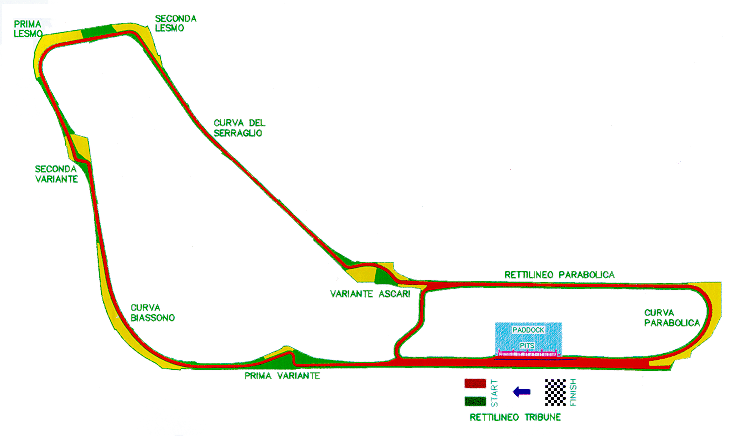 PRIMA
LESMO
SECONDA
LESMO
CURVA DEL
SERRAGLIO
SECONDA
VARIANTE
RETTILINEO PARABOLICA
VARIANTE ASCARI
CURVA
BIASSONO
CURVA
PARABOLICA
PADDOCK
PITS
PRIMA VARIANTE
START
FINISH
RETTILINEO TRIBUNE